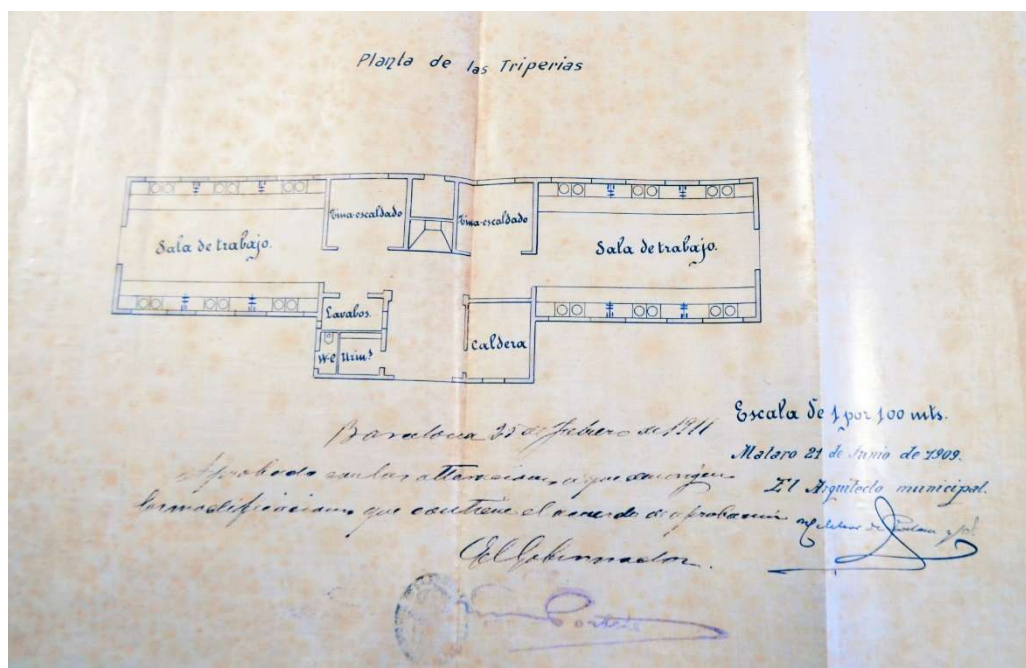 Planta de las Triperias
Tina-escaldado
Tina-escaldado
Sala de trabajo.
Sala de trabajo.
Lavabos.
W-C
Urin.s
Caldera
Escala de 1 por 100 mts.
Barcelona 25 de febrero de 1911
Mataro 21 de Junio de 1909.
Aprobado con las
El Arquitecto municipal.
las modificaciones que contiene el acuerdo de aprobación
El Gobernador.